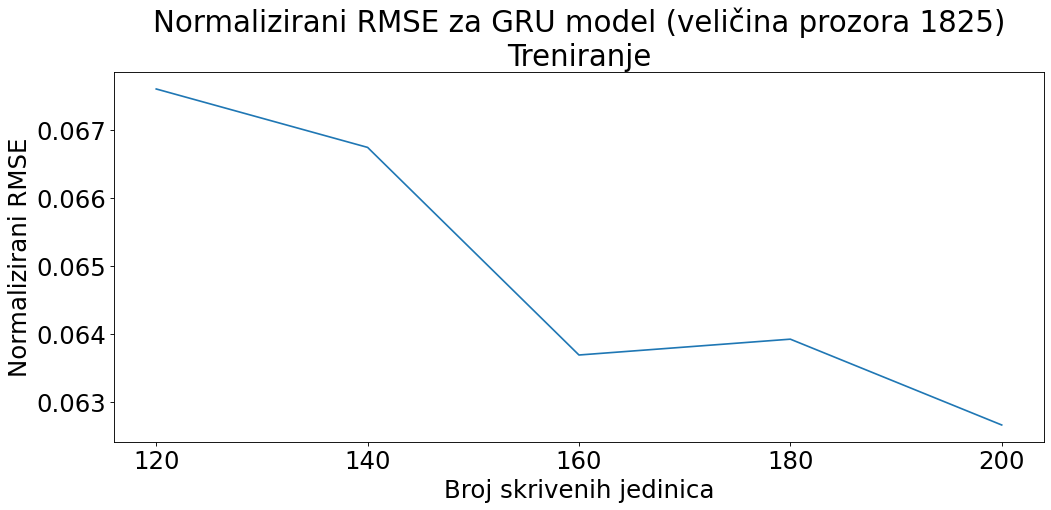 Normalizirani RMSE za GRU model (veličina prozora 1825)
Treniranje
Normalizirani RMSE
0.067
0.066
0.065
0.064
0.063
120 140 160 180 200
Broj skrivenih jedinica